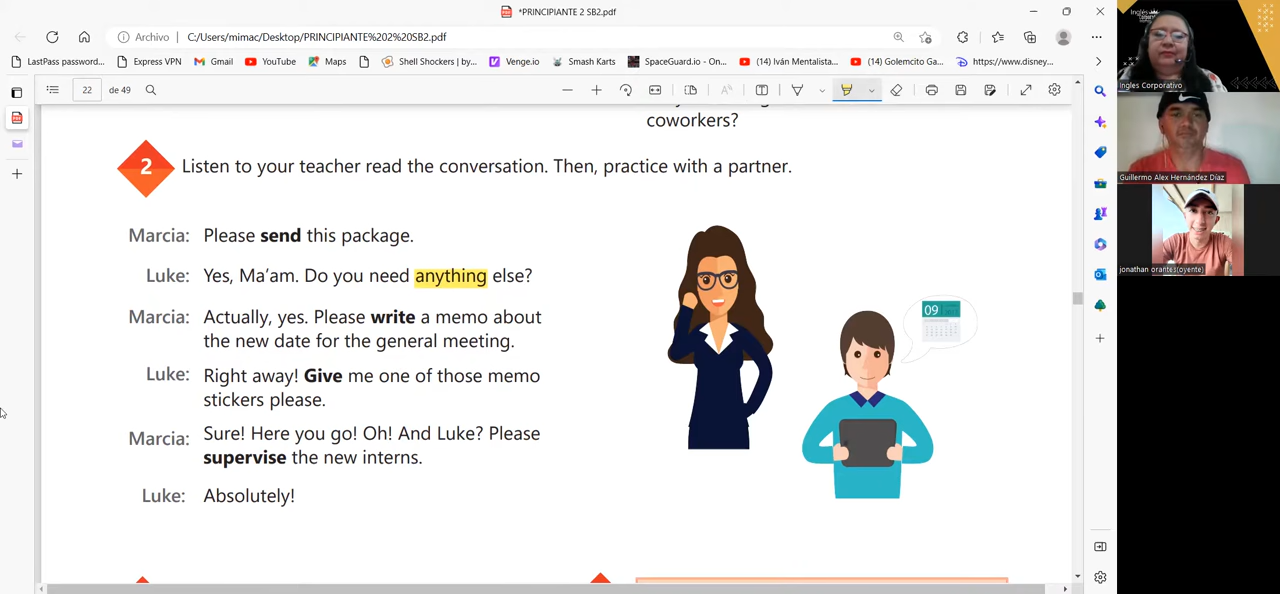 *PRINCIPIANTE 2 SB2.pdf
Archivo
C:/Users/mimac/Desktop/PRINCIPIANTE%202%20SB2.pdf
LastPass password...
Express VPN
Gmail
YouTube
Maps
Shell Shockers | by...
Venge.io
Smash Karts
SpaceGuard.io - On...
(14) Iván Mentalista...
(14) Golemcito Ga...
https://www.disney...
22
de 49
coworkers?
2
Listen to your teacher read the conversation. Then, practice with a partner.
Marcia: Please send this package.
Luke: Yes, Ma'am. Do you need anything else?
Marcia: Actually, yes. Please write a memo about
the new date for the general meeting.
Luke: Right away! Give me one of those memo
stickers please.
Marcia: Sure! Here you go! Oh! And Luke? Please
supervise the new interns.
Luke: Absolutely!
09
Inglés
Ingles Corporativo
Guillermo Alex Hernández Díaz
jonathan orantes(oyente)